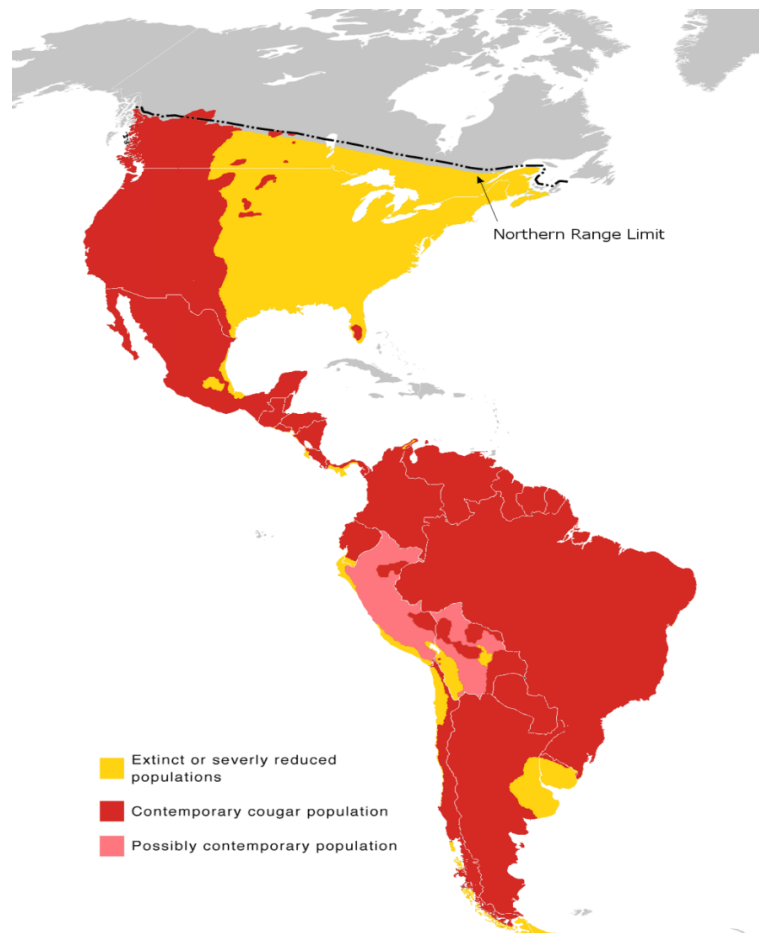 Northern Range Limit
Extinct or severly reduced
populations
Contemporary cougar population
Possibly contemporary population